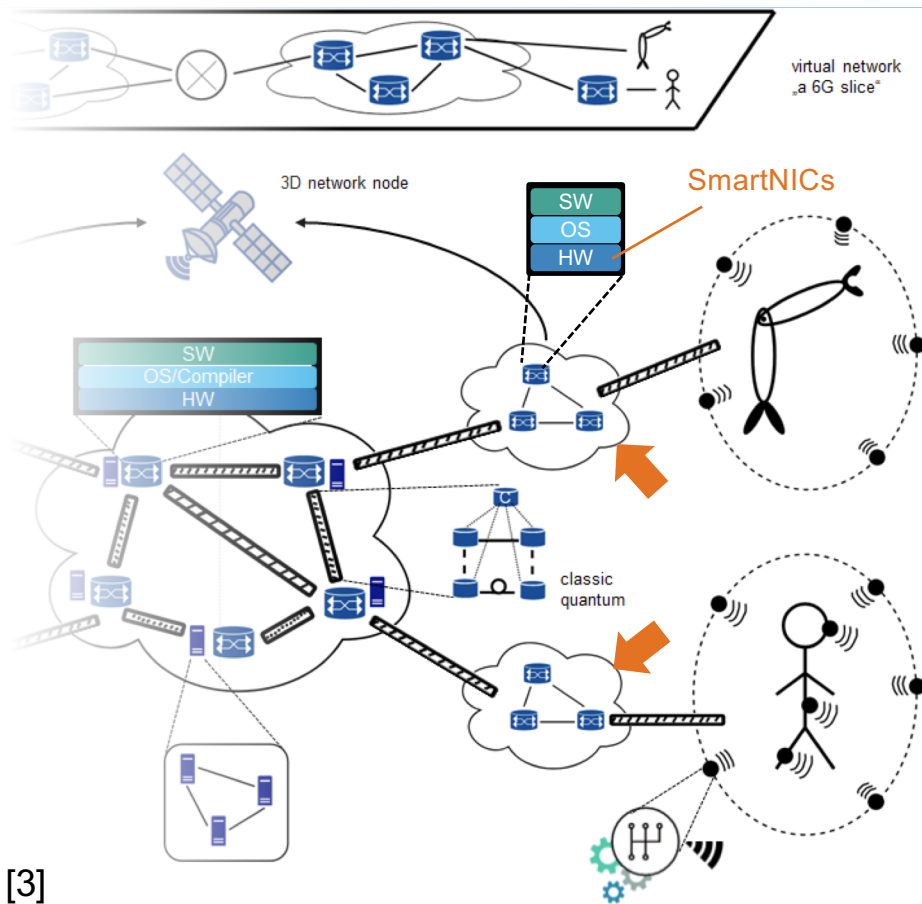 virtual network
„a 6G slice“
3D network node
SmartNICs
SW
OS
HW
SW
OS/Compiler
HW
C
classic
quantum
[3]